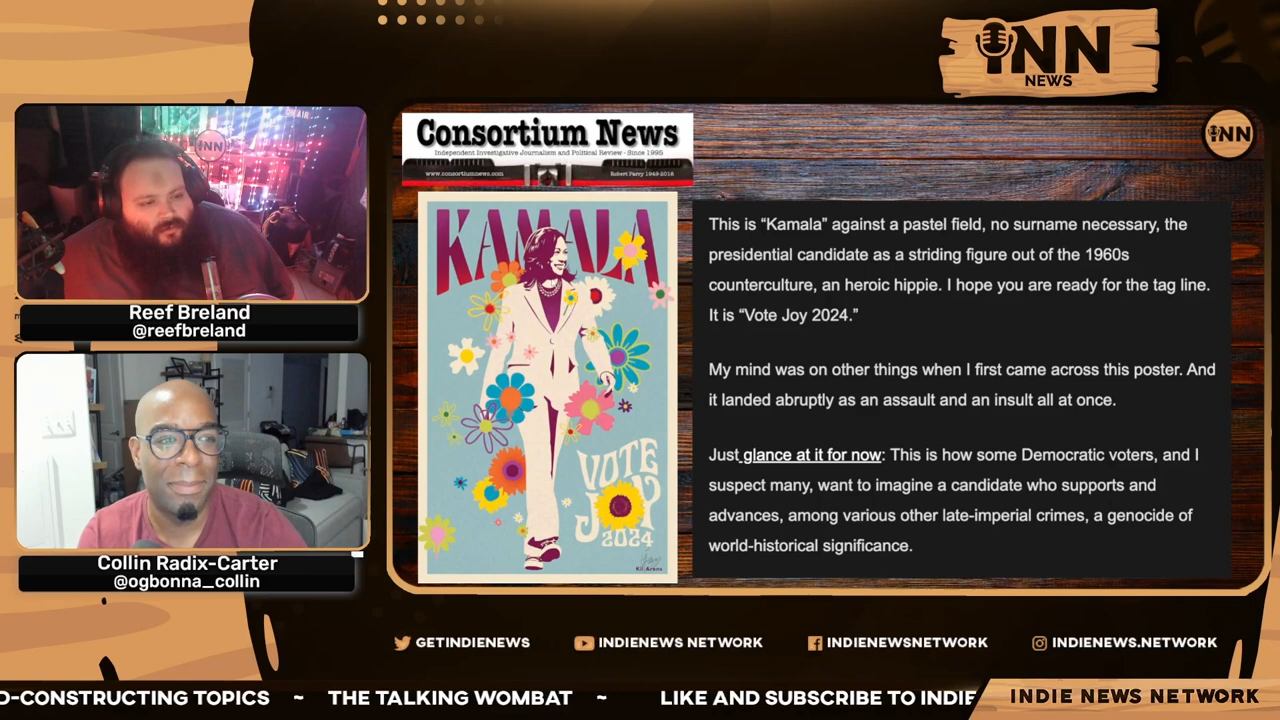 INN
NEWS
INN
Consortium News
Independent Investigative Journalism and Political Review - Since 1995
www.consortiumnews.com
Robert Parry 1949-2018
INN
KAMALA
VOTE
JOY
2024
Kii Arens
This is “Kamala” against a pastel field, no surname necessary, the
presidential candidate as a striding figure out of the 1960s
counterculture, an heroic hippie. I hope you are ready for the tag line.
It is “Vote Joy 2024.”
My mind was on other things when I first came across this poster. And
it landed abruptly as an assault and an insult all at once.
Just glance at it for now: This is how some Democratic voters, and I
suspect many, want to imagine a candidate who supports and
advances, among various other late-imperial crimes, a genocide of
world-historical significance.
Reef Breland
@reefbreland
Collin Radix-Carter
@ogbonna_collin
GETINDIENEWS
INDIENEWS NETWORK
INDIENEWSNETWORK
INDIENEWS.NETWORK
D-CONSTRUCTING TOPICS ~ THE TALKING WOMBAT ~ LIKE AND SUBSCRIBE TO INDIE
INDIE NEWS NETWORK